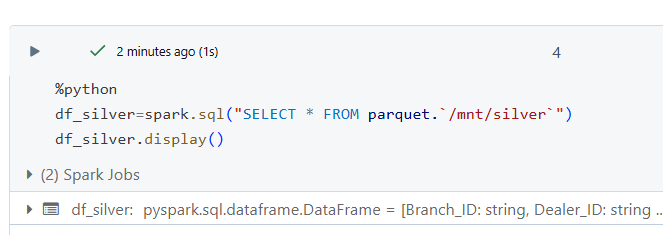 2 minutes ago (1s)
4
%python
df_silver=spark.sql("SELECT * FROM parquet.`/mnt/silver`")
df_silver.display()
(2) Spark Jobs
df_silver: pyspark.sql.dataframe.DataFrame = [Branch_ID: string, Dealer_ID: string ..